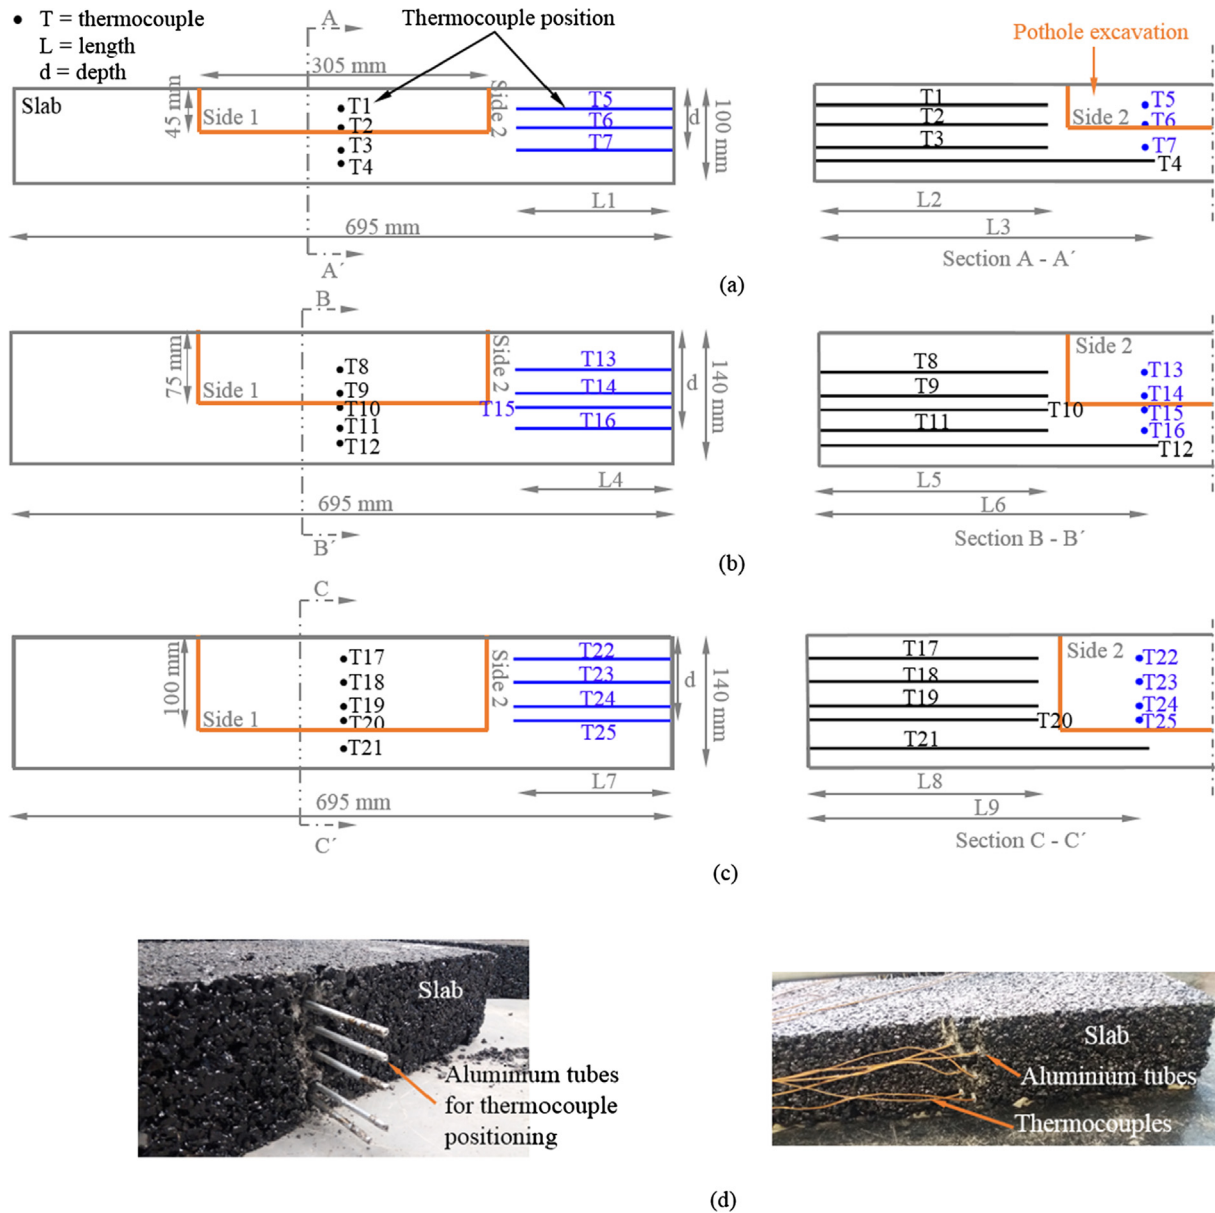 • T = thermocouple
L = length
d = depth
A
Thermocouple position
Pothole excavation
305 mm
Slab
45 mm
Side 1
Side 2
T1
T2
T3
T4
T5
T6
T7
d
100 mm
L1
695 mm
A´
T1
T2
T3
T4
Side 2
T5
T6
T7
L2
L3
Section A - A´
(a)
B
75 mm
Side 1
Side 2
T8
T9
T10
T11
T12
T13
T14
T15
T16
d
140 mm
L4
695 mm
B´
T8
T9
T10
T11
T12
Side 2
T13
T14
T15
T16
L5
L6
Section B - B´
(b)
C
100 mm
Side 1
Side 2
T17
T18
T19
T20
T21
T22
T23
T24
T25
d
140 mm
L7
695 mm
C´
T17
T18
T19
T20
T21
Side 2
T22
T23
T24
T25
L8
L9
Section C - C´
(c)
Slab
Aluminium tubes
for thermocouple
positioning
Slab
Aluminium tubes
Thermocouples
(d)